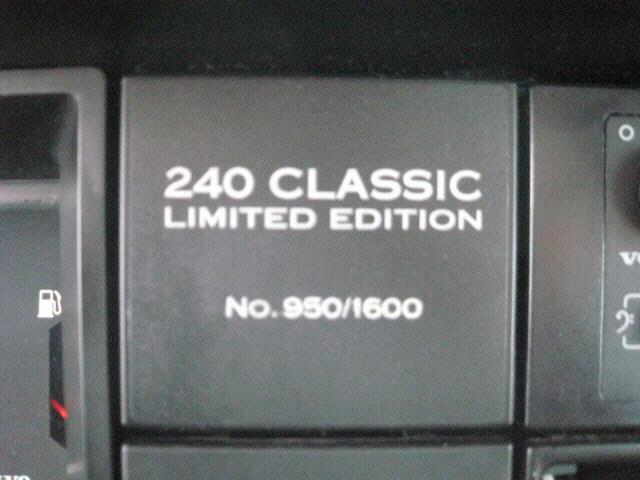 240 CLASSIC
LIMITED EDITION
No. 950/1600